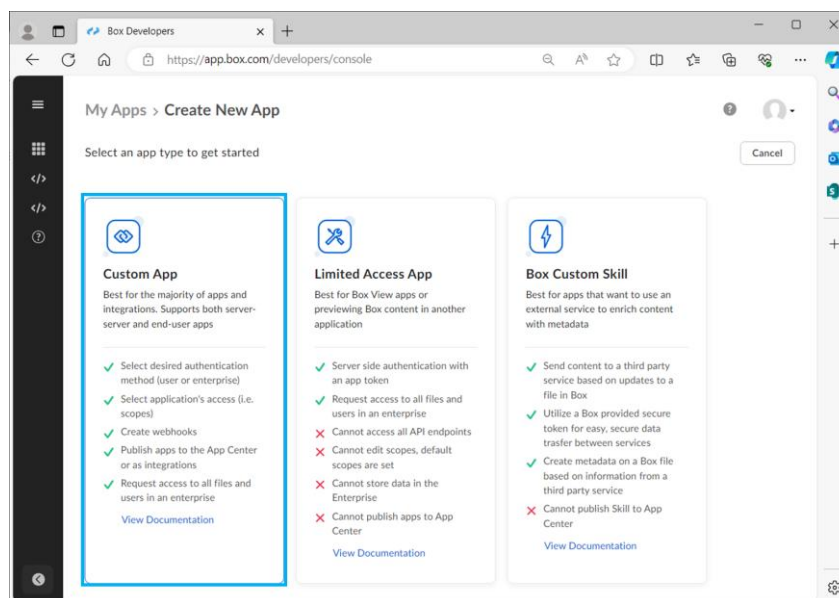 Box Developers
https://app.box.com/developers/console
My Apps > Create New App
Select an app type to get started
Cancel
Custom App
Best for the majority of apps and
integrations. Supports both server-
server and end-user apps
Select desired authentication
method (user or enterprise)
Select application's access (i.e.
scopes)
Create webhooks
Publish apps to the App Center
or as integrations
Request access to all files and
users in an enterprise
View Documentation
Limited Access App
Best for Box View apps or
previewing Box content in another
application
Server side authentication with
an app token
Request access to all files and
users in an enterprise
Cannot access all API endpoints
Cannot edit scopes, default
scopes are set
Cannot store data in the
Enterprise
Cannot publish apps to App
Center
View Documentation
Box Custom Skill
Best for apps that want to use an
external service to enrich content
with metadata
Send content to a third party
service based on updates to a
file in Box
Utilize a Box provided secure
token for easy, secure data
trasfer between services
Create metadata on a Box file
based on information from a
third party service
Cannot publish Skill to App
Center
View Documentation